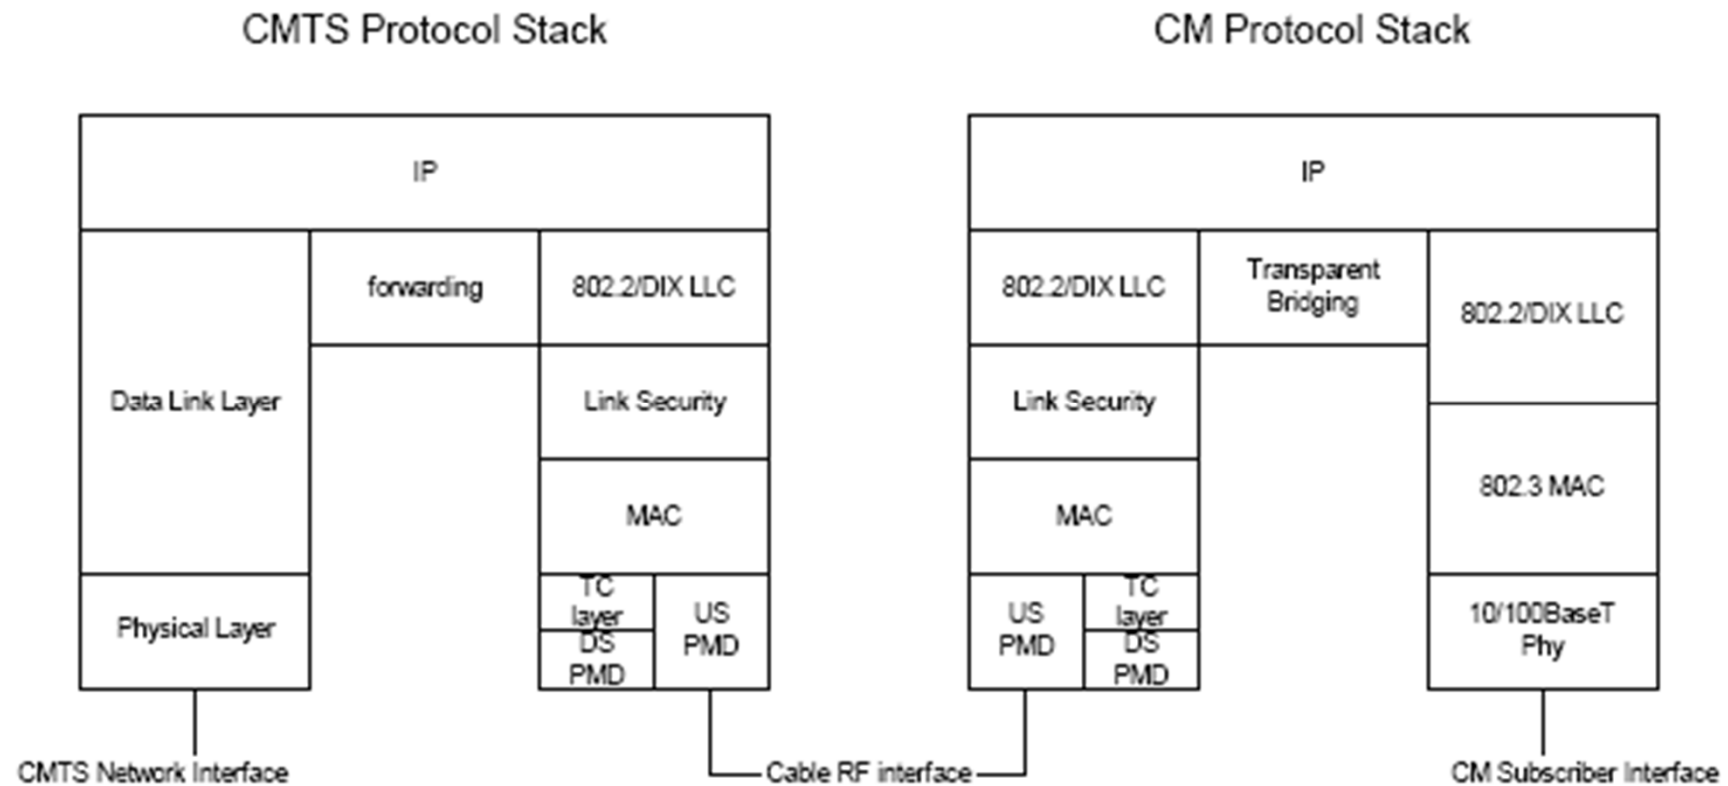 CMTS Protocol Stack
CM Protocol Stack
IP
IP
Data Link Layer
forwarding
802.2/DIX LLC
802.2/DIX LLC
Transparent
Bridging
802.2/DIX LLC
Link Security
Link Security
802.3 MAC
MAC
MAC
Physical Layer
TC
layer
DS
PMD
US
PMD
US
PMD
TC
layer
DS
PMD
10/100BaseT
Phy
CMTS Network Interface
Cable RF interface
CM Subscriber Interface